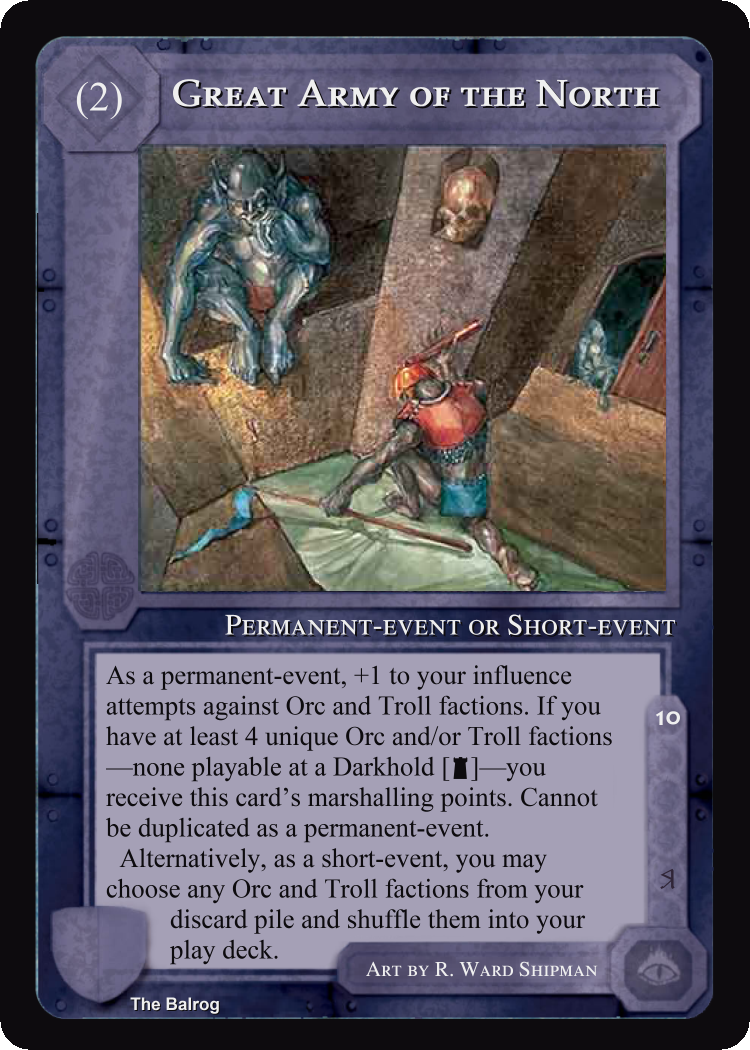 (2)
Great Army of the North
Permanent-event or Short-event
As a permanent-event, +1 to your influence
attempts against Orc and Troll factions. If you
have at least 4 unique Orc and/or Troll factions
—none playable at a Darkhold []—you
receive this card’s marshalling points. Cannot
be duplicated as a permanent-event.
Alternatively, as a short-event, you may
choose any Orc and Troll factions from your
discard pile and shuffle them into your
play deck.
10
Art by R. Ward Shipman
The Balrog